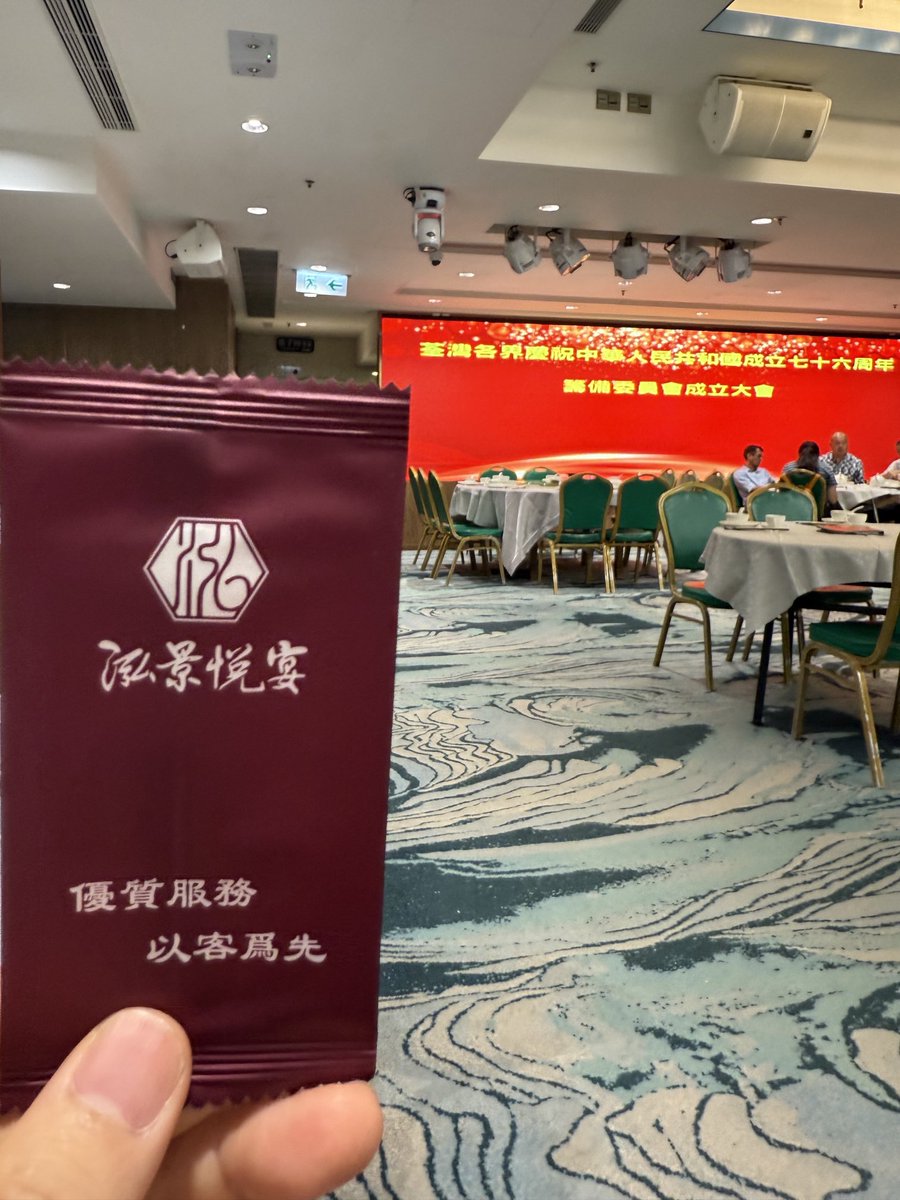 荃灣各界慶祝中華人民共和國成立七十六周年
籌備委員會成立大會
泓
泓景悅宴
優質服務
以客爲先